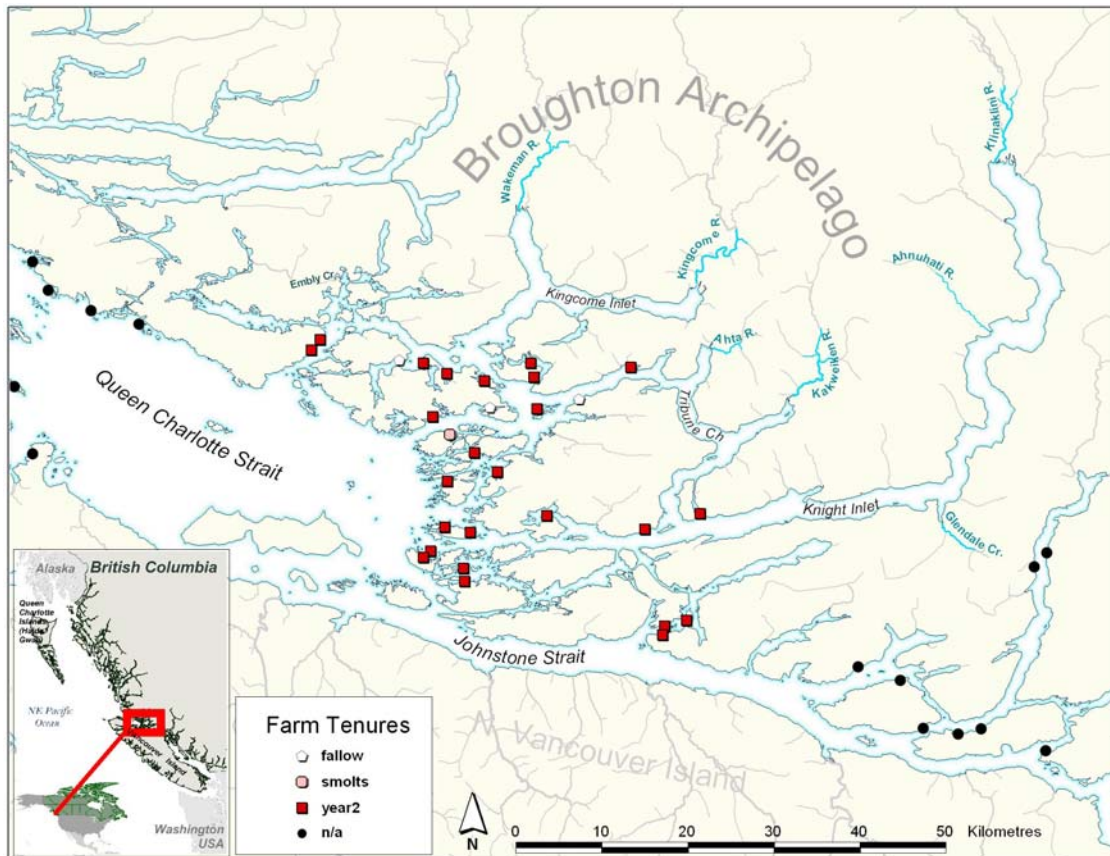 Broughton Archipelago
Klinaklini R.
Wakeman R.
Kingcome R.
Ahnuhati R.
Embly Cr.
Kingcome Inlet
Ahta R.
Kakweiken R.
Queen Charlotte Strait
Tribune Ch
Knight Inlet
Glendale Cr.
Johnstone Strait
N. Vancouver Island
Alaska
British Columbia
Queen
Charlotte
Islands
(Haida
Gwaii)
NE Pacific
Ocean
Vancouver Island
Washington
USA
Farm Tenures
fallow
smolts
year2
n/a
N
0 10 20 30 40 50 Kilometres